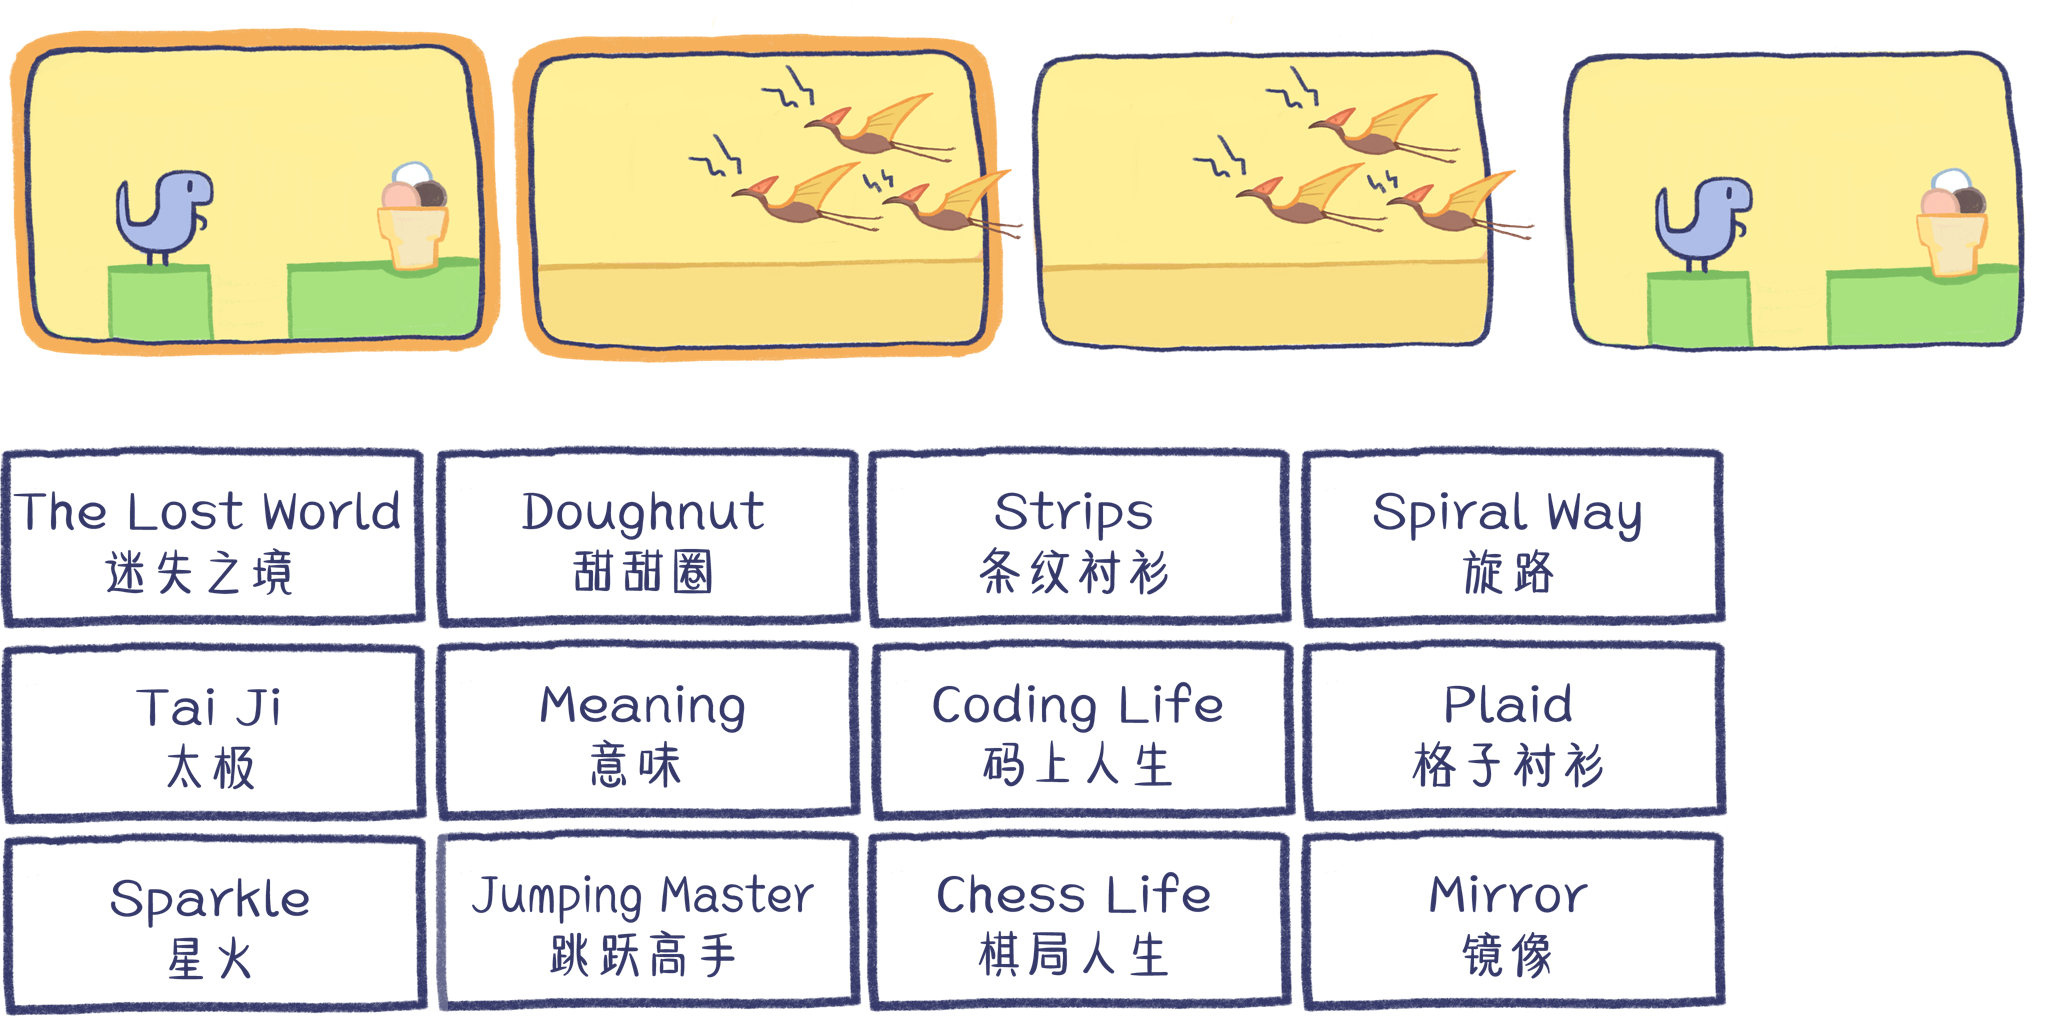 The Lost World
迷失之境
Doughnut
甜甜圈
Strips
条纹衬衫
Spiral Way
旋路
Tai Ji
太极
Meaning
意味
Coding Life
码上人生
Plaid
格子衬衫
Sparkle
星火
Jumping Master
跳跃高手
Chess Life
棋局人生
Mirror
镜像